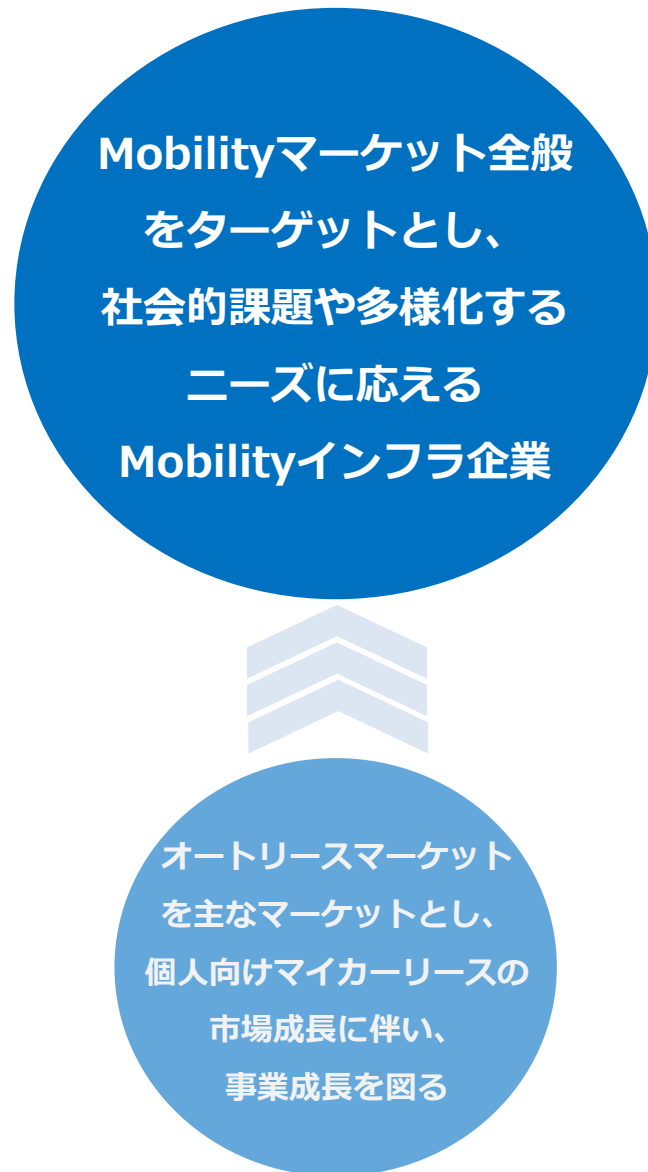 Mobilityマーケット全般
をターゲットとし、
社会的課題や多様化する
ニーズに応える
Mobilityインフラ企業
オートリースマーケット
を主なマーケットとし、
個人向けマイカーリースの
市場成長に伴い、
事業成長を図る